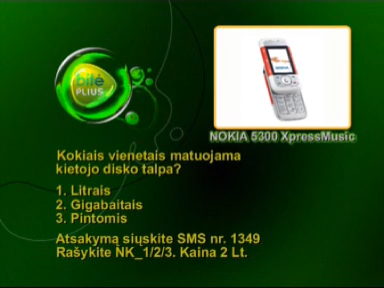 bitė
PLIUS
NOKIA 5300 XpressMusic
Kokiais vienetais matuojama
kietojo disko talpa?
1. Litrais
2. Gigabaitais
3. Pintomis
Atsakymą siųskite SMS nr. 1349
Rašykite NK_1/2/3. Kaina 2 Lt.